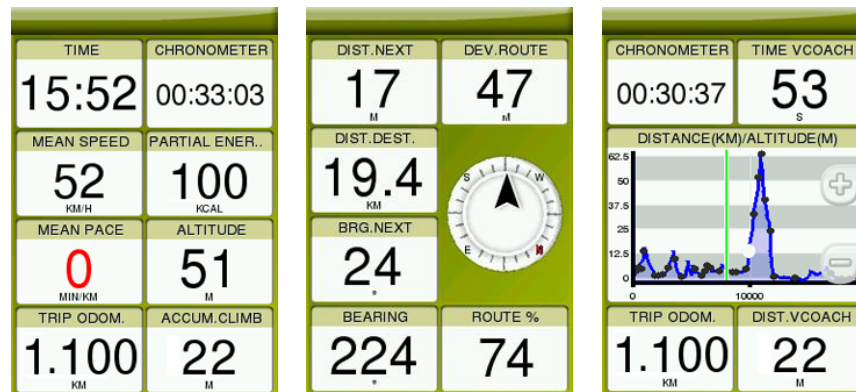 TIME CHRONOMETER
15:52 00:33:03
MEAN SPEED PARTIAL ENER..
52 100
KM/H KCAL
MEAN PACE ALTITUDE
0 51
MIN/KM M
TRIP ODOM. ACCUM.CLIMB
1.100 22
KM M
DIST.NEXT DEV.ROUTE
17 47
M M
DIST.DEST.
19.4
KM
S W
E N
BRG.NEXT
24
°
BEARING ROUTE %
224 74
°
CHRONOMETER TIME VCOACH
00:30:37 53
S
DISTANCE(KM)/ALTITUDE(M)
62.5
50
37.5
25
12.5
0
0 10000
TRIP ODOM. DIST.VCOACH
1.100 22
KM M